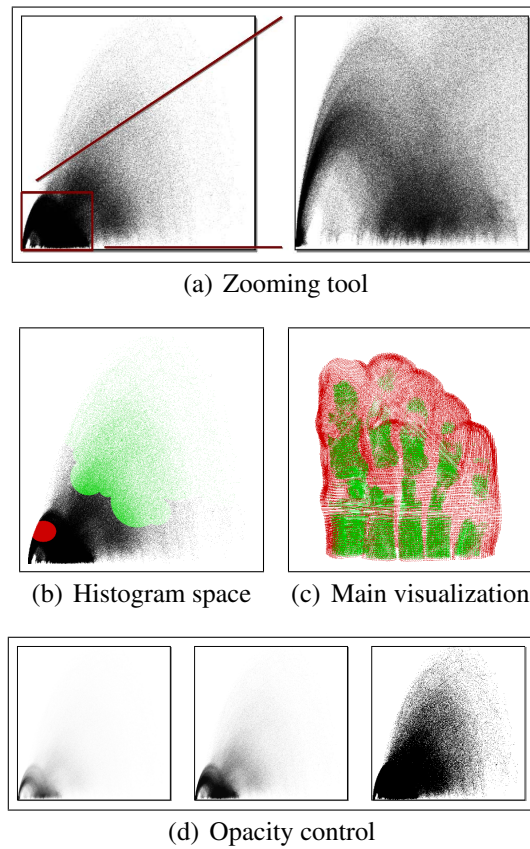 (a) Zooming tool
(b) Histogram space
(c) Main visualization
(d) Opacity control